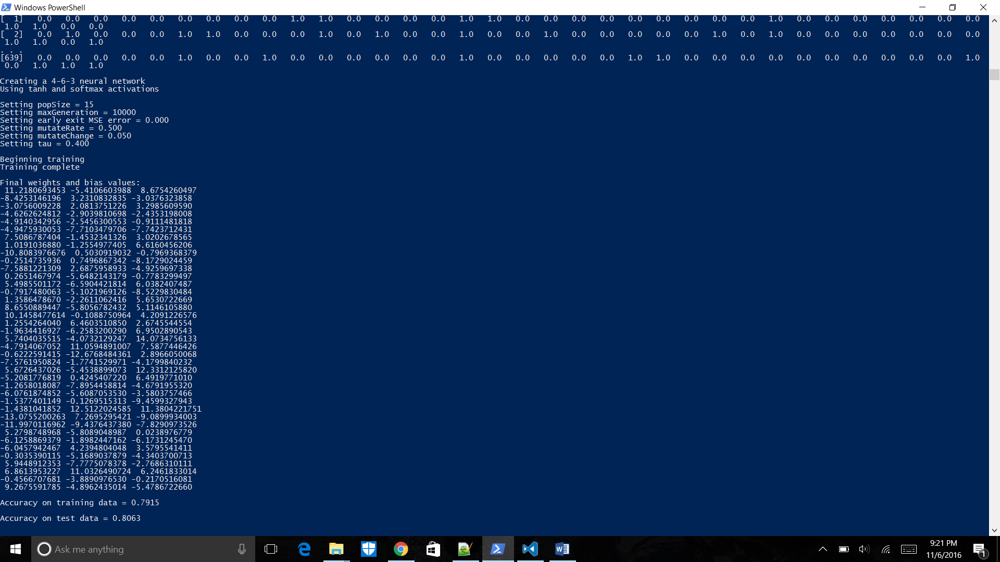 Windows PowerShell
[  1]   0.0   0.0   0.0   0.0   0.0   0.0   0.0   0.0   0.0   1.0   1.0   0.0   0.0   0.0   0.0   1.0   1.0   0.0   0.0   0.0   0.0   0.0   0.0   0.0   0.0   0.0   1.0   0.0   0.0   0.0   0.0   0.0   0.0   0.0
 1.0   1.0   0.0   0.0
[  2]   0.0   1.0   0.0   0.0   0.0   1.0   1.0   0.0   0.0   0.0   1.0   0.0   1.0   0.0   0.0   1.0   0.0   0.0   1.0   0.0   0.0   0.0   0.0   0.0   1.0   0.0   1.0   0.0   0.0   0.0   0.0   0.0   0.0   0.0
 1.0   1.0   0.0   1.0
. . .
[639]   0.0   0.0   0.0   0.0   0.0   1.0   0.0   0.0   1.0   0.0   0.0   0.0   0.0   0.0   0.0   1.0   0.0   0.0   0.0   0.0   0.0   1.0   1.0   0.0   0.0   0.0   0.0   0.0   0.0   0.0   0.0   0.0   0.0   1.0
 0.0   1.0   1.0   1.0
Creating a 4-6-3 neural network
Using tanh and softmax activations
Setting popSize = 15
Setting maxGeneration = 10000
Setting early exit MSE error = 0.000
Setting mutateRate = 0.500
Setting mutateChange = 0.050
Setting tau = 0.400
Beginning training
Training complete
Final weights and bias values:
 11.2180693453 -5.4106603988  8.6754260497
-8.4253146196  3.2310832835 -3.0376323858
-3.0756009228  2.0813751226  3.2985609590
-4.6262624812 -2.9039810698 -2.4353198008
-4.9140342956 -2.5456300553 -0.9111481818
-4.9475930053 -7.7103479706 -7.7423712431
 7.5086787404 -1.4532341326  3.0202678565
 1.0191036880 -1.2554977405  6.6160456206
-10.8083976676  0.5030919032 -0.7969368379
-0.2514735936  0.7496867342 -8.1729024459
-7.5881221309  2.6875958933 -4.9259697338
 0.2651467974 -5.6482143179 -0.7783299497
 5.4985501172 -6.5904421814  6.0382407487
-0.7917480063 -5.1021969126 -8.5229830484
 1.3586478670 -2.2611062416  5.6530722669
 8.6550889447 -5.8056782432  5.1146105880
 10.1458477614 -0.1088750964  4.2091226576
 1.2554264040  6.4603510850  2.6745544554
-1.9634416927 -6.2583200290  6.9502890543
 5.7404035515 -4.0732129247  14.0734756133
-4.7914067052  11.0594891007  7.5877446426
-0.6222591415 -12.6768484361  2.8966050068
-7.5761950824 -1.7741529971 -4.1799840232
 5.6726437026 -5.4538899073  12.3312125820
-5.2081776819  0.4245407220  6.4919771010
-1.2658018087 -7.8954458814 -4.6791955320
-6.0761874852 -5.6087053530 -3.5803757466
-1.5377401149 -0.1269515313 -9.4599327943
-1.4381041852  12.5122024585  11.3804221751
-13.0755200263  7.2695295421 -9.0899934003
-11.9970116962 -9.4376437380 -7.8290973526
 5.2798748968 -5.8089048987  0.0238976779
-6.1258869379 -1.8982447162 -6.1731245470
-6.0457942467  4.2394804048  3.5795541411
-0.3035390115 -5.1689037879 -4.3403700713
 5.9448912353 -7.7775078378 -2.7686310111
 6.8613953227  11.0326490724  6.2461833014
-0.4566707681 -3.8890976530 -0.2170516081
 9.2675591785 -4.8962435014 -5.4786722660
Accuracy on training data = 0.7915
Accuracy on test data = 0.8063
Ask me anything
9:21 PM
11/6/2016
1